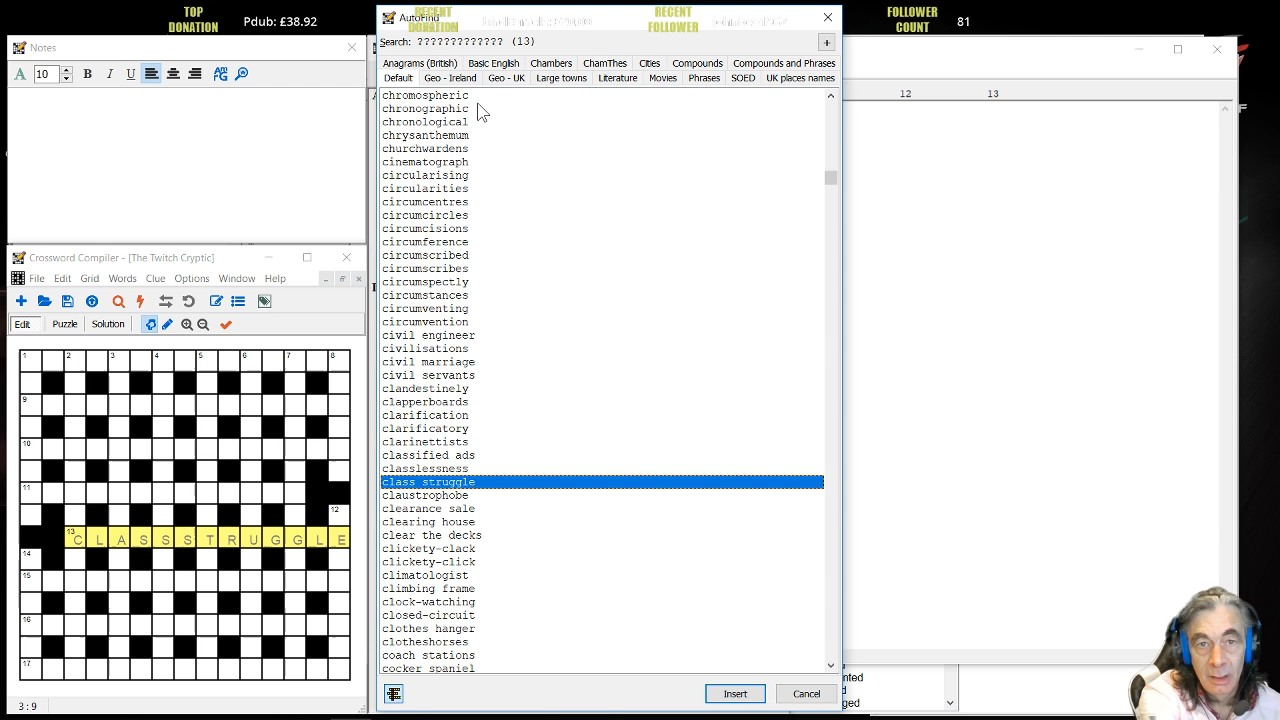 TOP
DONATION
Pdub: £38.92
AutoFind
RECENT
DONATION
RECENT
FOLLOWER
FOLLOWER
COUNT
81
Notes
10
B I U
Search: ????????????? (13)
+
Anagrams (British) Basic English Chambers ChamThes Cities Compounds Compounds and Phrases
Default Geo - Ireland Geo - UK Large towns Literature Movies Phrases SOED UK places names
12 13
chromospheric
chronographic
chronological
chrysanthemum
churchwardens
cinematograph
circularising
circularities
circumcentres
circumcircles
circumcisions
circumference
circumscribed
circumscribes
circumspectly
circumstances
circumventing
circumvention
civil engineer
civilisations
civil marriage
civil servants
clandestinely
clapperboards
clarification
clarificatory
clarinettists
classified ads
classlessness
class struggle
claustrophobe
clearance sale
clearing house
clear the decks
clickety-clack
clickety-click
climatologist
climbing frame
clock-watching
closed-circuit
clothes hanger
clotheshorses
coach stations
cocker spaniel
Insert Cancel
Crossword Compiler - [The Twitch Cryptic]
File Edit Grid Words Clue Options Window Help
Edit Puzzle Solution
1 2 3 4 5 6 7 8
9
10
11
12
13 C L A S S S T R U G G L E
14
15
16
17
3 : 9
nted
d
ged